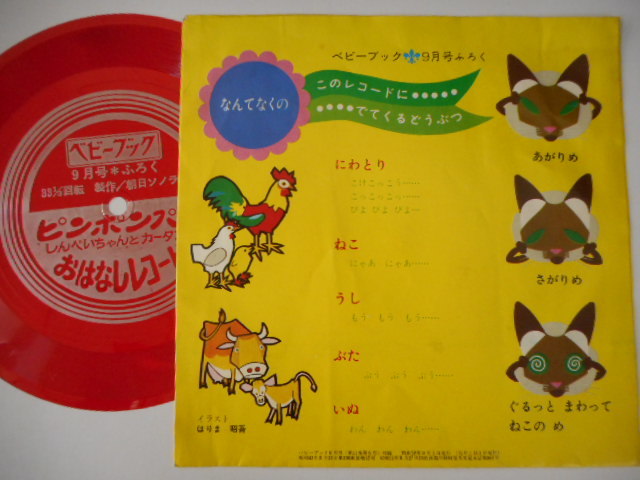 ベビーブック
9月号*ふろく
33⅓回転 製作/朝日ソノラ
ピンポンパ
しんぺいちゃんとカータ
おはなしレコード
ベビーブック 9月号ふろく
なんてなくの
このレコードに●●●●●
●●●●でてくるどうぶつ
にわとり
こけこっこう……
こっこっこっ……
ぴよ ぴよ ぴよ…
ねこ
にゃあ にゃあ……
うし
もう もう もう……
ぶた
ぶう ぶう ぶう……
いぬ
わん わん わん……
あがりめ
さがりめ
ぐるっと まわって
ねこの め
イラスト
はりま